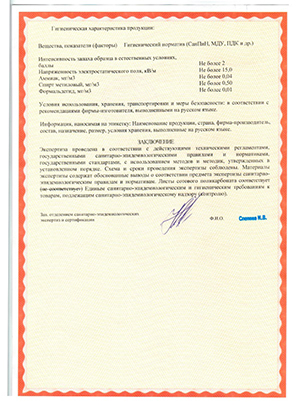 Гигиеническая характеристика продукции:
Вещества, показатели (факторы) Гигиенический норматив (СанПиН, МДУ, ПДК и др.)
Интенсивность запаха образца в естественных условиях,
баллы Не более 2
Напряженность электростатического поля, кВ/м Не более 15,0
Аммиак, мг/м3 Не более 0,04
Спирт метиловый, мг/м3 Не более 0,50
Формальдегид, мг/м3 Не более 0,01
Условия использования, хранения, транспортировки и меры безопасности: в соответствии с
рекомендациями фирмы-изготовителя, выполненными на русском языке.
Информация, наносимая на этикетку: Наименование продукции, страна, фирма-производитель,
состав, назначение, размер, условия хранения, выполненные на русском языке.
ЗАКЛЮЧЕНИЕ
Экспертиза проведена в соответствии с действующими техническими регламентами,
государственными санитарно-эпидемиологическими правилами и нормативами,
государственными стандартами, с использованием методов и методик, утвержденных в
установленном порядке. Схема и сроки проведения экспертизы соблюдены. Материалы
экспертизы содержат обоснованные выводы о соответствии предмета экспертизы санитарно-
эпидемиологическим правилам и нормативам. Листы сотового поликарбоната соответствуют
(не соответствует) Единым санитарно-эпидемиологическим и гигиеническим требованиям к
товарам, подлежащим санитарно-эпидемиологическому надзору (контролю).
Зав. отделением санитарно-эпидемиологических
экспертиз и сертификации